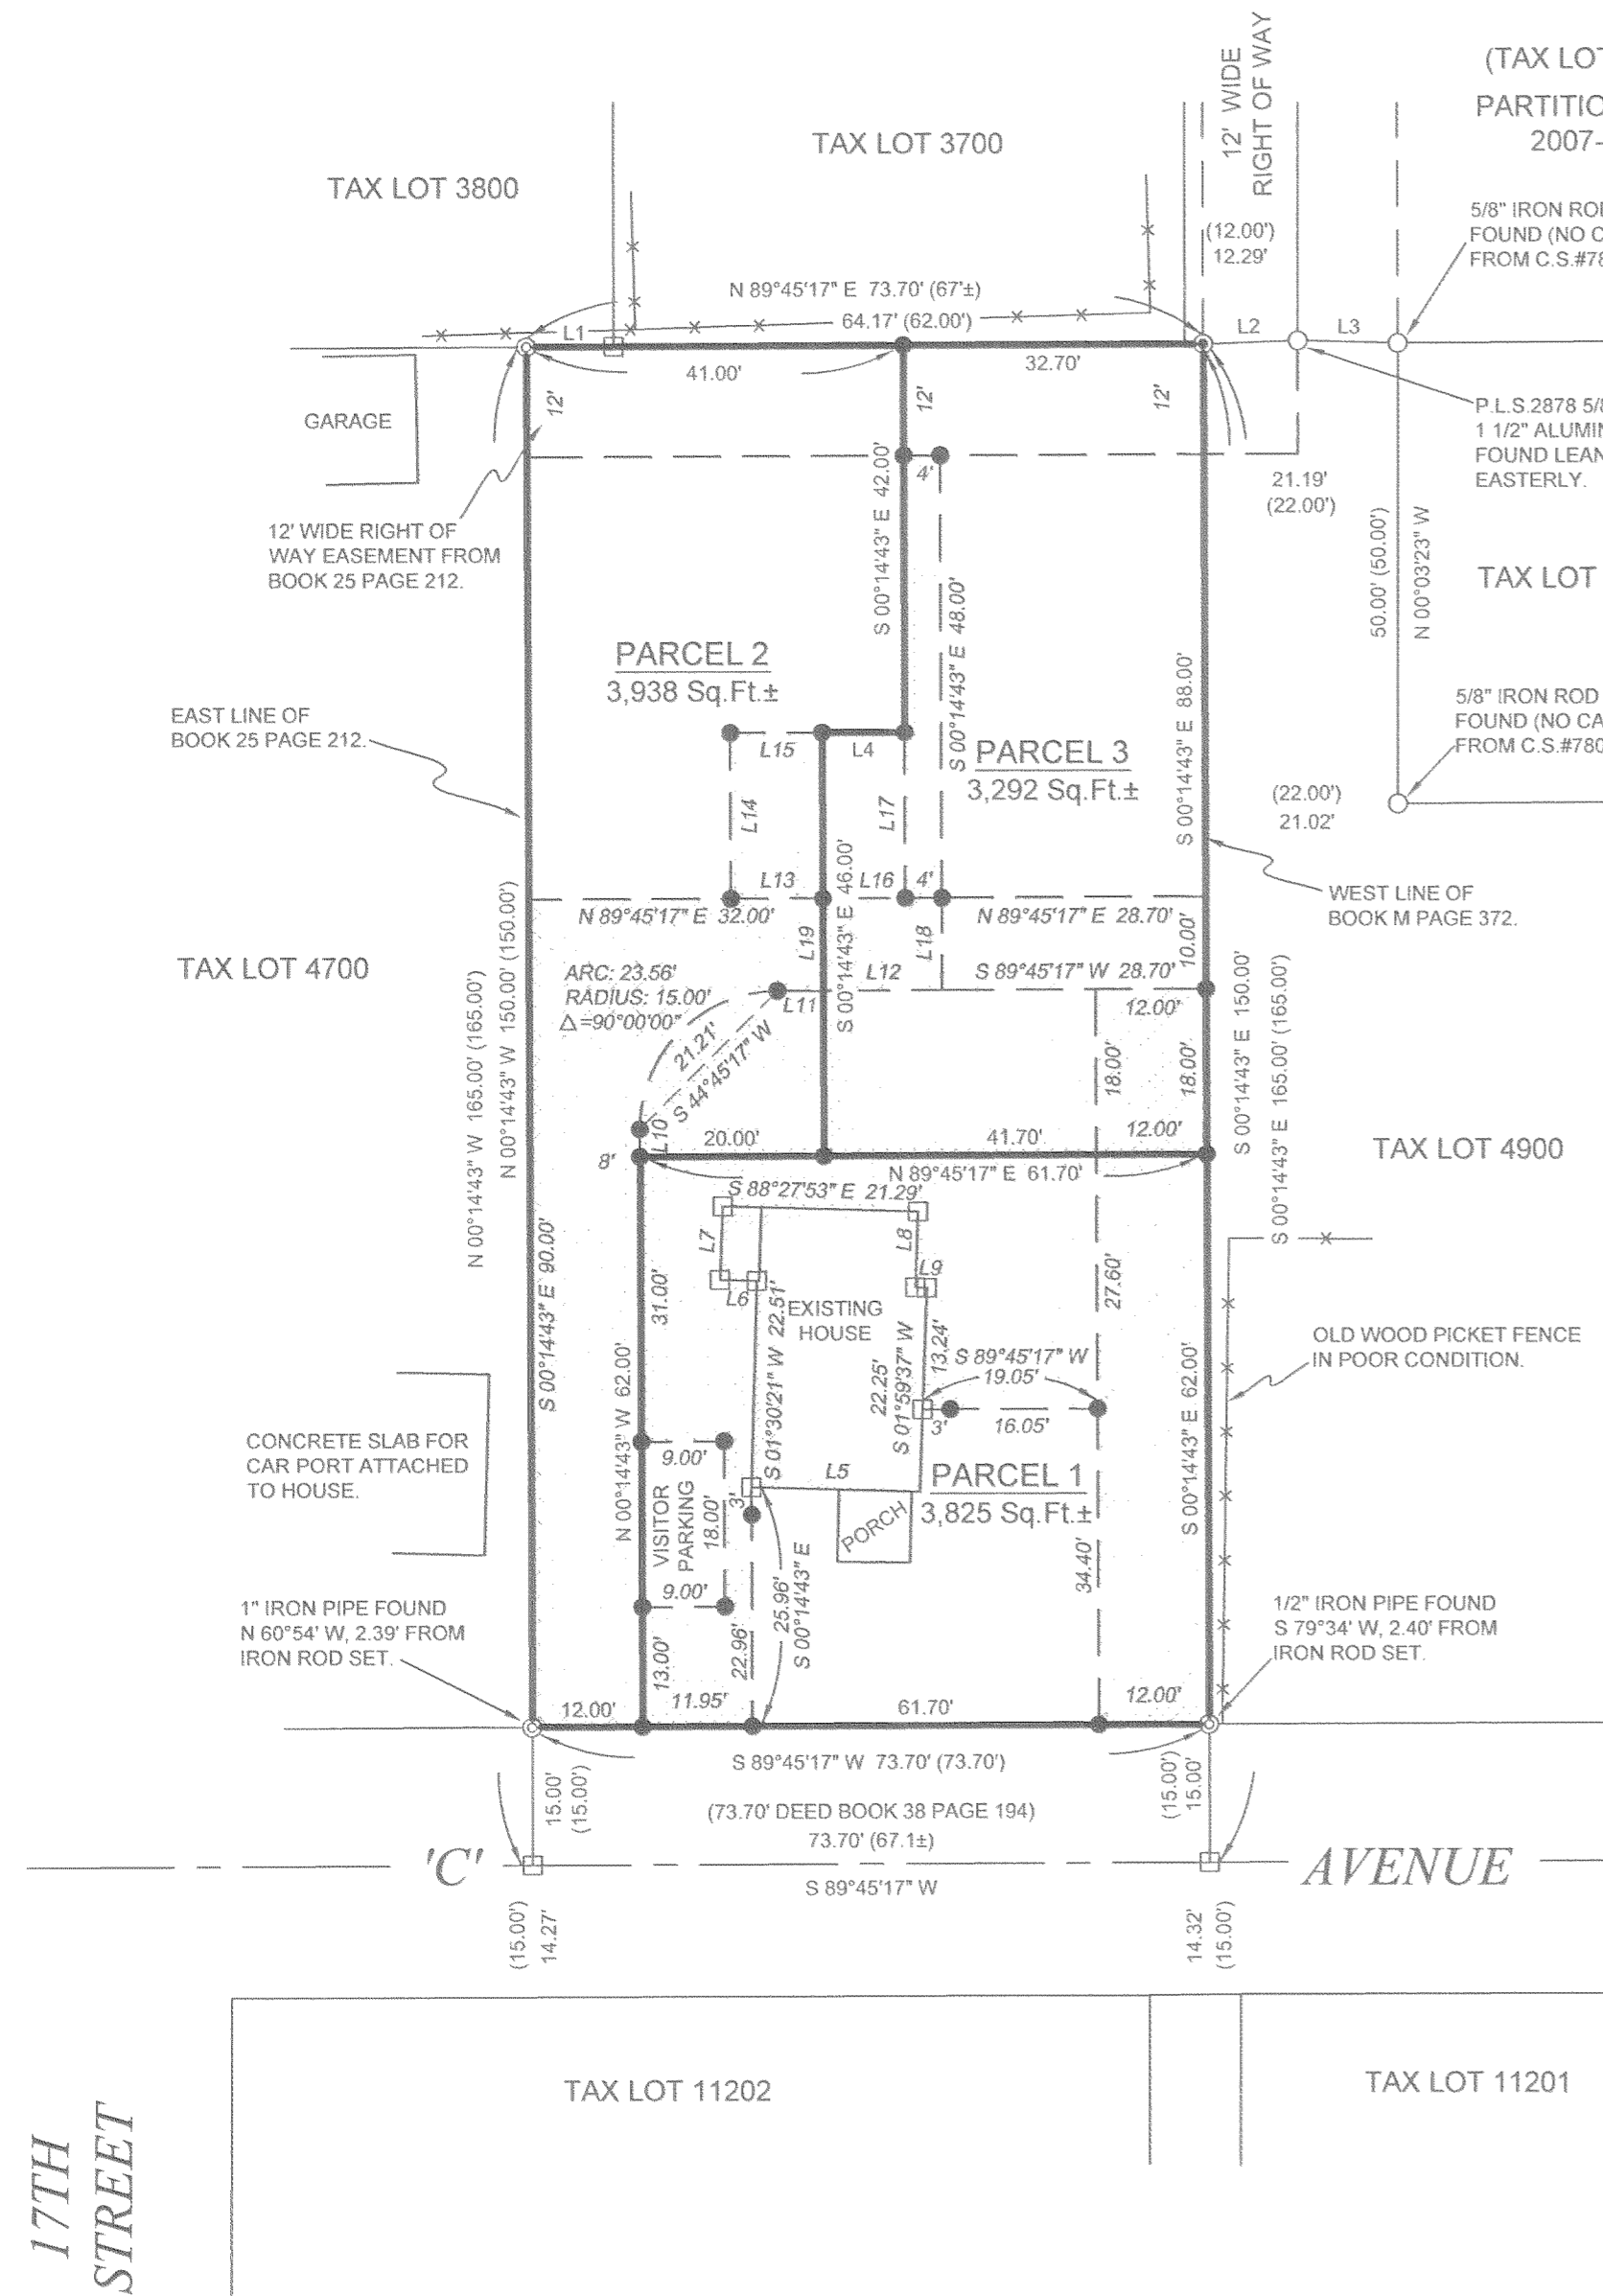 12' WIDE
RIGHT OF WAY
(TAX LOT
PARTITIO
2007-
TAX LOT 3700
TAX LOT 3800
5/8" IRON ROD
FOUND (NO C
FROM C.S.#78
(12.00')
12.29'
N 89°45'17" E 73.70' (67'±)
64.17' (62.00')
L1
L2
L3
41.00'
32.70'
GARAGE
12'
12'
12'
P.L.S.2878 5/8
1 1/2" ALUMIN
FOUND LEAN
EASTERLY.
4'
21.19'
(22.00')
12' WIDE RIGHT OF
WAY EASEMENT FROM
BOOK 25 PAGE 212.
S 00°14'43" E 42.00'
S 00°14'43" E 48.00'
50.00' (50.00')
N 00°03'23" W
TAX LOT
PARCEL 2
3,938 Sq.Ft.±
S 00°14'43" E 88.00'
EAST LINE OF
BOOK 25 PAGE 212.
L15
L4
PARCEL 3
3,292 Sq.Ft.±
5/8" IRON ROD
FOUND (NO CA
FROM C.S.#780
L14
L17
(22.00')
21.02'
L13
L16
4'
S 00°14'43" E 46.00'
N 89°45'17" E 32.00'
N 89°45'17" E 28.70'
WEST LINE OF
BOOK M PAGE 372.
L19
L18
10.00'
TAX LOT 4700
ARC: 23.56'
RADIUS: 15.00'
△=90°00'00"
L12
S 89°45'17" W 28.70'
L11
12.00'
N 00°14'43" W 165.00' (165.00')
N 00°14'43" W 150.00' (150.00')
21.21'
S 44°45'17" W
18.00'
18.00'
S 00°14'43" E 150.00'
S 00°14'43" E 165.00' (165.00')
L10
20.00'
41.70'
12.00'
8'
N 89°45'17" E 61.70'
TAX LOT 4900
S 88°27'53" E 21.29'
L7
L8
L9
L6
S 00°14'43" E 90.00'
31.00'
EXISTING
HOUSE
27.60'
S 01°30'21" W 22.51'
22.25'
S 01°59'37" W
13.24'
S 89°45'17" W
19.05'
OLD WOOD PICKET FENCE
IN POOR CONDITION.
3'
16.05'
N 00°14'43" W 62.00'
S 00°14'43" E 62.00'
CONCRETE SLAB FOR
CAR PORT ATTACHED
TO HOUSE.
9.00'
L5
PARCEL 1
3,825 Sq.Ft.±
VISITOR
PARKING
18.00'
3'
PORCH
9.00'
34.40'
1" IRON PIPE FOUND
N 60°54' W, 2.39' FROM
IRON ROD SET.
1/2" IRON PIPE FOUND
S 79°34' W, 2.40' FROM
IRON ROD SET.
13.00'
22.96'
25.96'
S 00°14'43" E
12.00'
11.95'
61.70'
12.00'
S 89°45'17" W 73.70' (73.70')
15.00'
(15.00')
(15.00')
15.00'
(73.70' DEED BOOK 38 PAGE 194)
73.70' (67.1±)
'C'
AVENUE
S 89°45'17" W
(15.00')
14.27'
14.32'
(15.00')
TAX LOT 11202
TAX LOT 11201
17TH
STREET